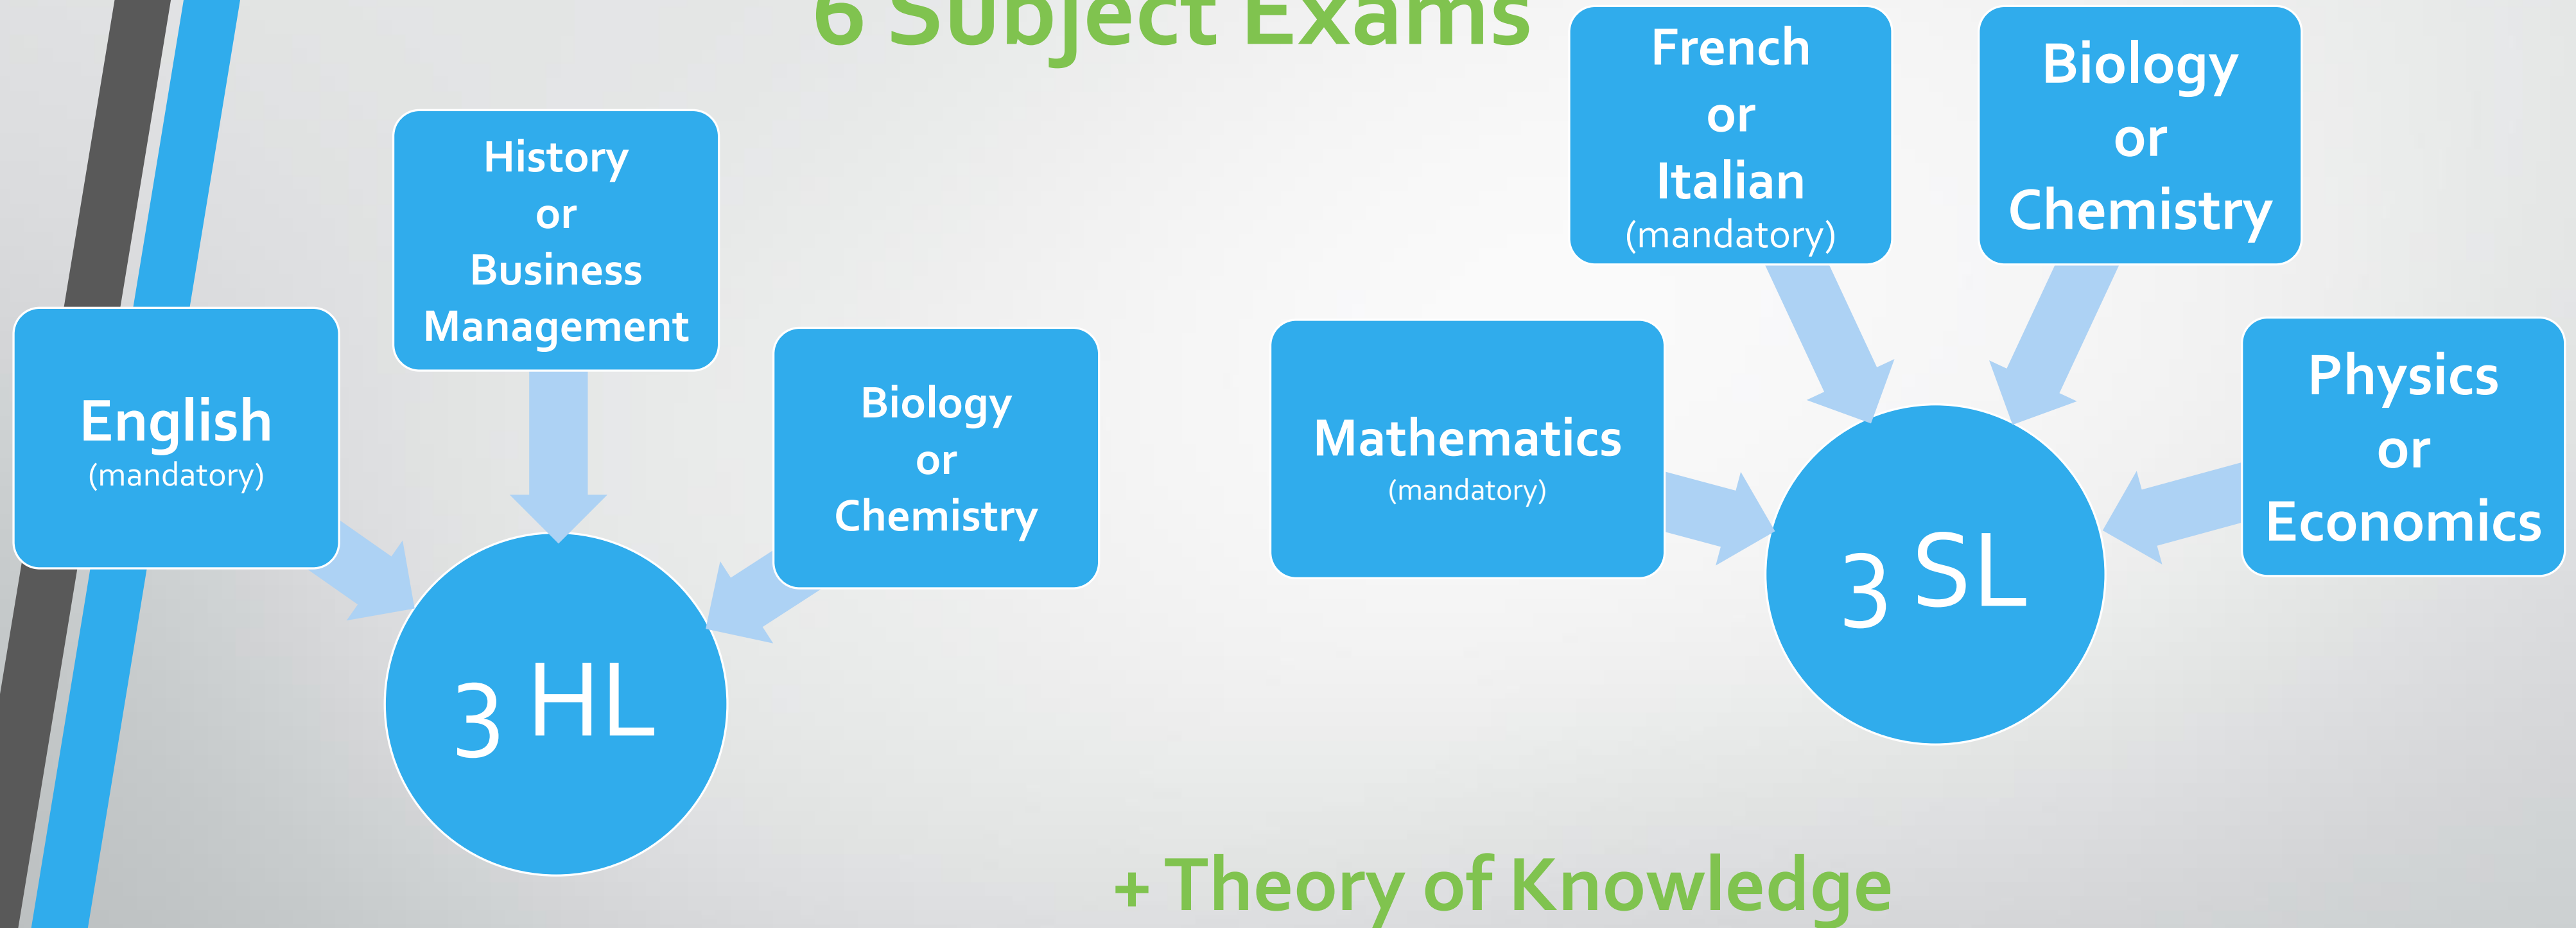 6 Subject Exams
English
(mandatory)
History
or
Business
Management
Biology
or
Chemistry
3 HL
Mathematics
(mandatory)
French
or
Italian
(mandatory)
Biology
or
Chemistry
Physics
or
Economics
3 SL
+ Theory of Knowledge